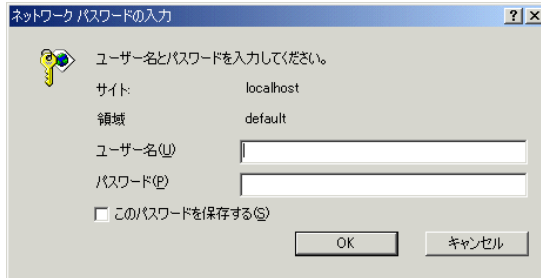 ネットワーク パスワードの入力
ユーザー名とパスワードを入力してください。
サイト: localhost
領域 default
ユーザー名(U)
パスワード(P)
このパスワードを保存する(S)
OK キャンセル